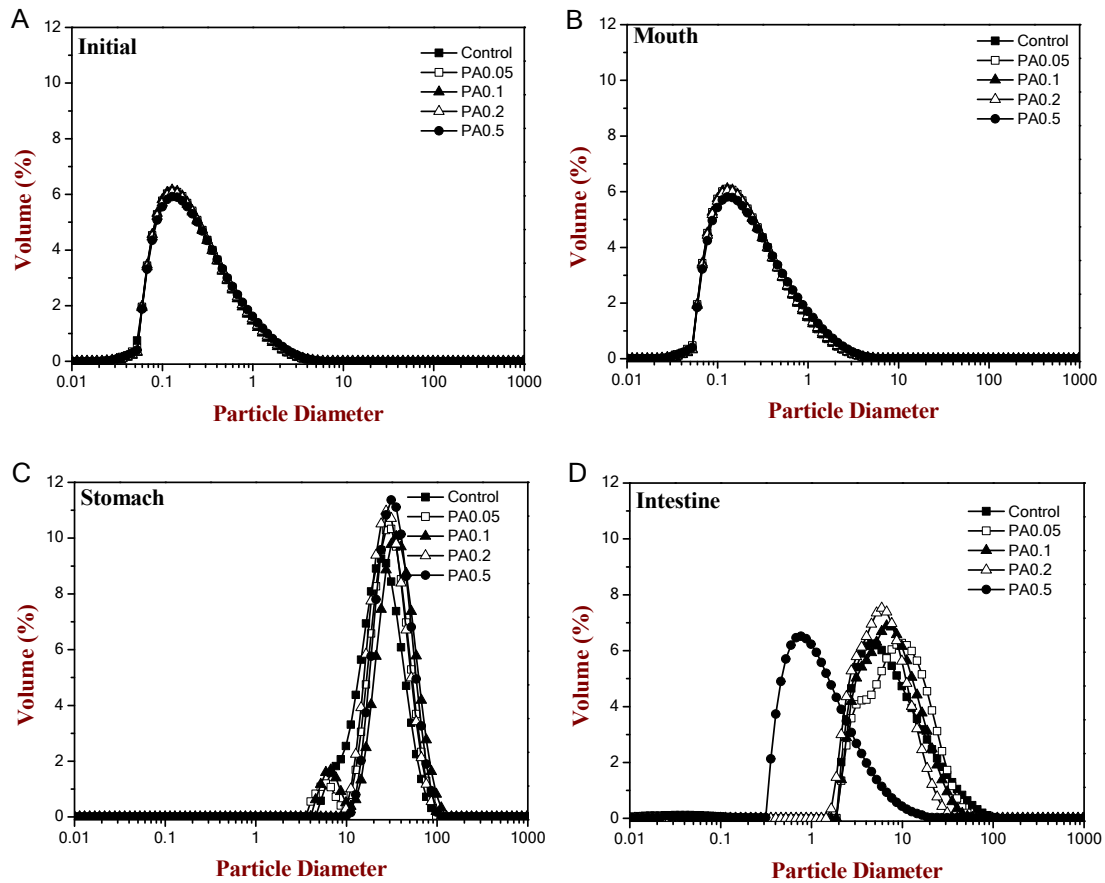 A
Initial
Control
PA0.05
PA0.1
PA0.2
PA0.5
Volume (%)
12
10
8
6
4
2
0
0.01 0.1 1 10 100 1000
Particle Diameter
B
Mouth
Control
PA0.05
PA0.1
PA0.2
PA0.5
Volume (%)
12
10
8
6
4
2
0
0.01 0.1 1 10 100 1000
Particle Diameter
C
Stomach
Control
PA0.05
PA0.1
PA0.2
PA0.5
Volume (%)
12
10
8
6
4
2
0
0.01 0.1 1 10 100 1000
Particle Diameter
D
Intestine
Control
PA0.05
PA0.1
PA0.2
PA0.5
Volume (%)
12
10
8
6
4
2
0
0.01 0.1 1 10 100 1000
Particle Diameter